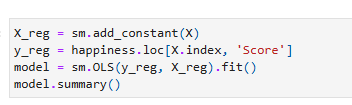 X_reg = sm.add_constant(X)
y_reg = happiness.loc[X.index, 'Score']
model = sm.OLS(y_reg, X_reg).fit()
model.summary()